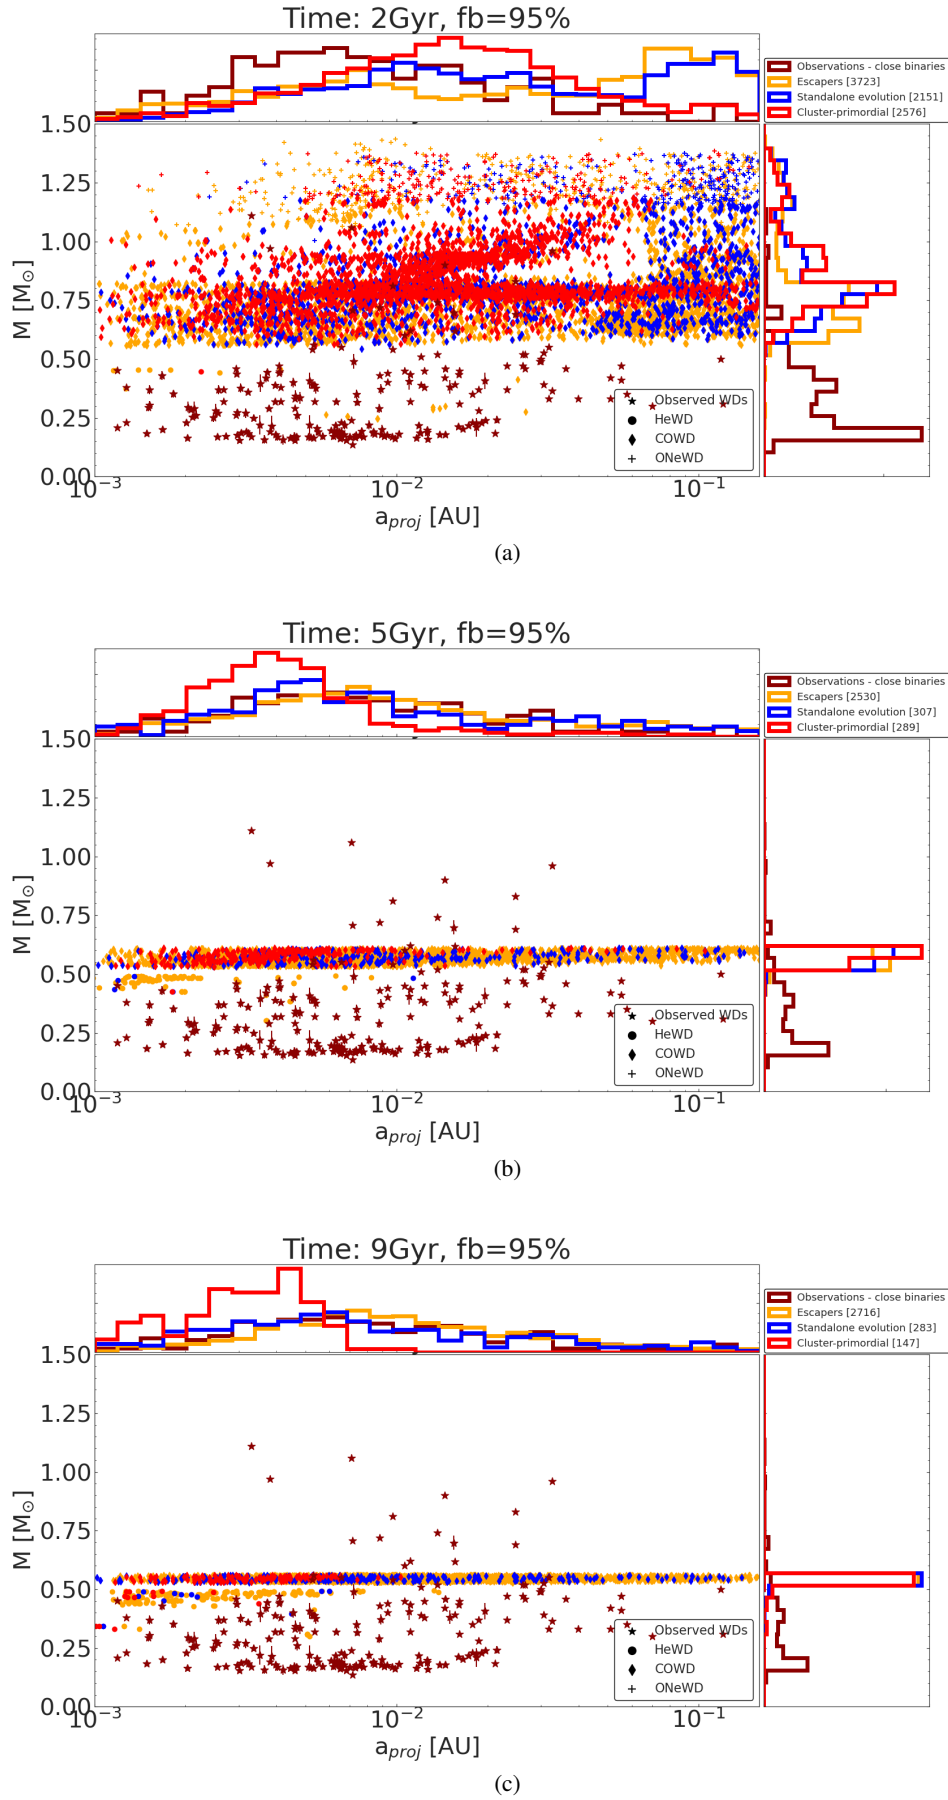 Time: 2Gyr, fb=95%
Observations - close binaries
Escapers [3723]
Standalone evolution [2151]
Cluster-primordial [2576]
1.50
1.25
1.00
0.75
0.50
0.25
0.00
M [M⊙]
Observed WDs
HeWD
COWD
ONeWD
10⁻³
10⁻²
10⁻¹
a_proj [AU]
(a)
Time: 5Gyr, fb=95%
Observations - close binaries
Escapers [2530]
Standalone evolution [307]
Cluster-primordial [289]
1.50
1.25
1.00
0.75
0.50
0.25
0.00
M [M⊙]
Observed WDs
HeWD
COWD
ONeWD
10⁻³
10⁻²
10⁻¹
a_proj [AU]
(b)
Time: 9Gyr, fb=95%
Observations - close binaries
Escapers [2716]
Standalone evolution [283]
Cluster-primordial [147]
1.50
1.25
1.00
0.75
0.50
0.25
0.00
M [M⊙]
Observed WDs
HeWD
COWD
ONeWD
10⁻³
10⁻²
10⁻¹
a_proj [AU]
(c)